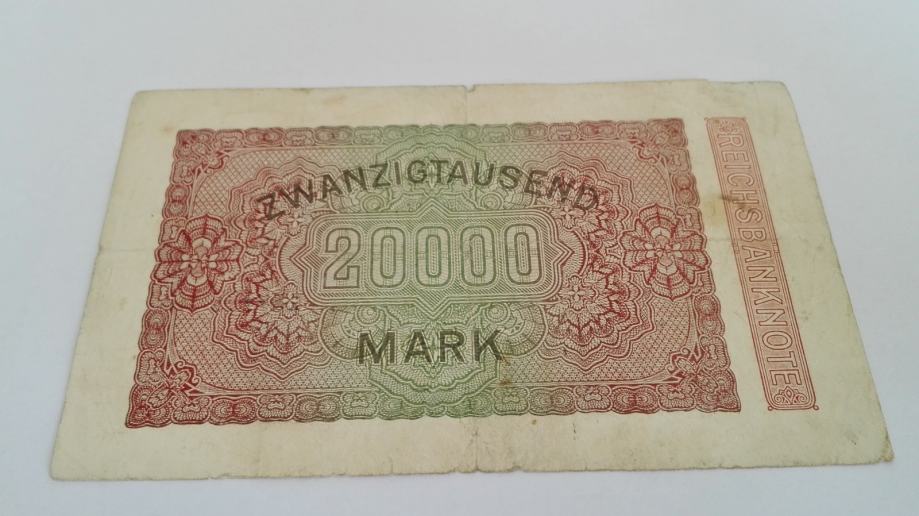 ZWANZIGTAUSEND
20000
MARK
REICHSBANKNOTE